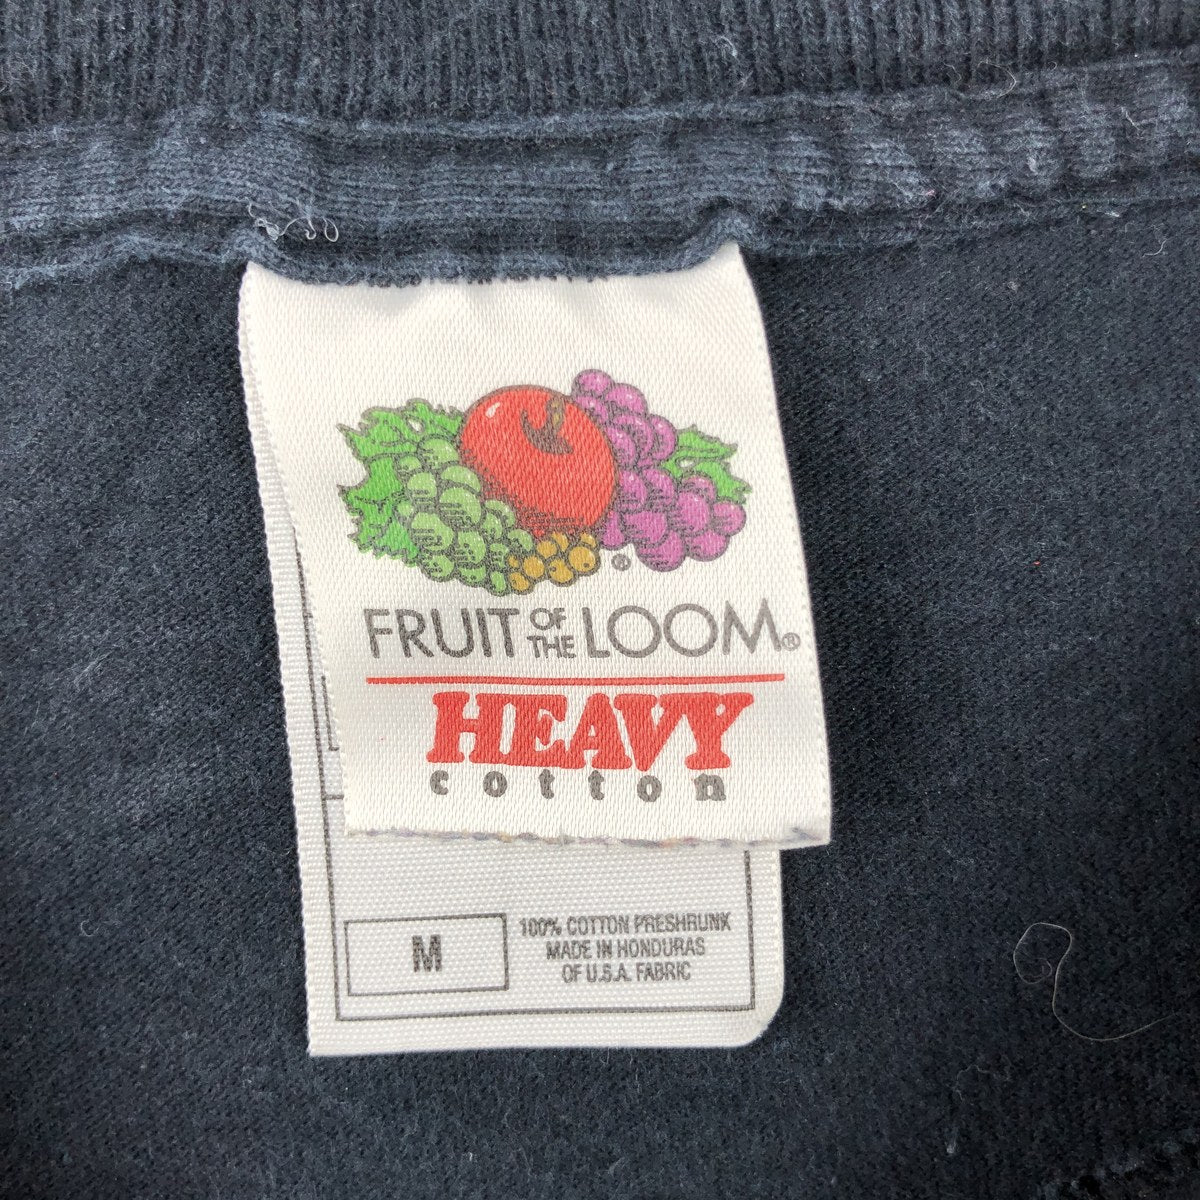 ®
FRUIT OF THE LOOM®
HEAVY
cotton
M
100% COTTON PRESHRUNK
MADE IN HONDURAS
OF U.S.A. FABRIC